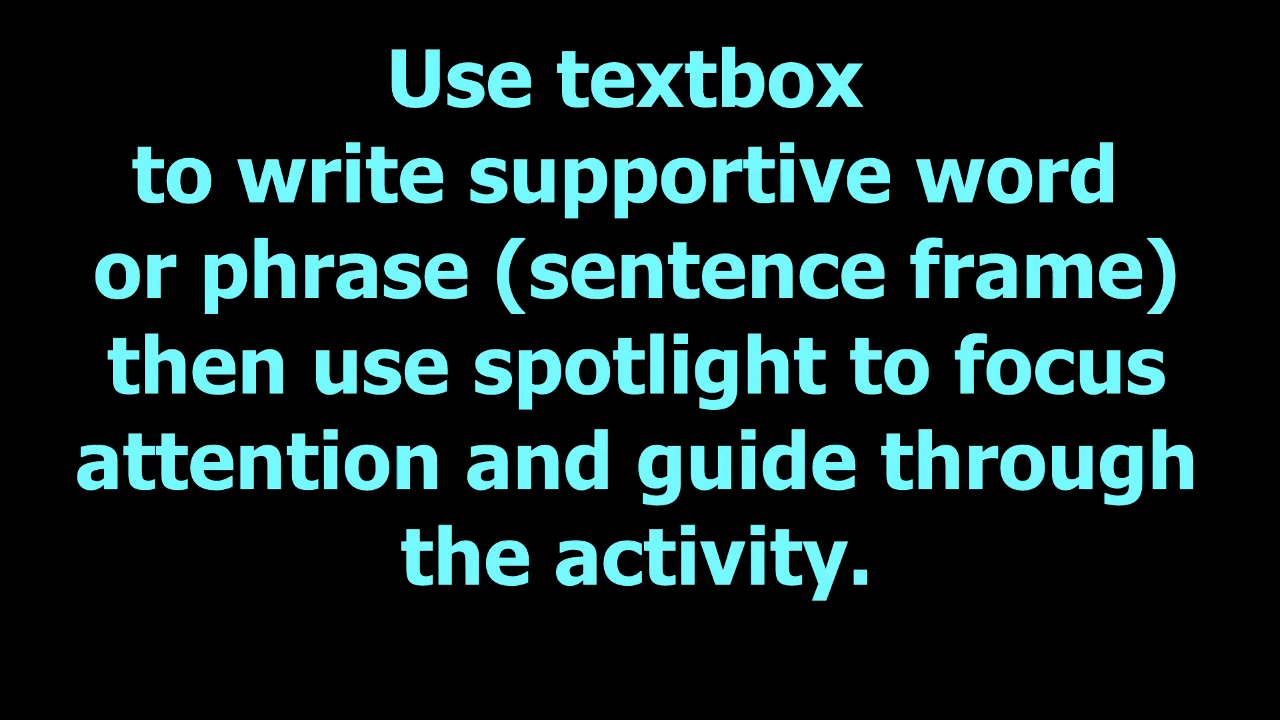 Use textbox
to write supportive word
or phrase (sentence frame)
then use spotlight to focus
attention and guide through
the activity.